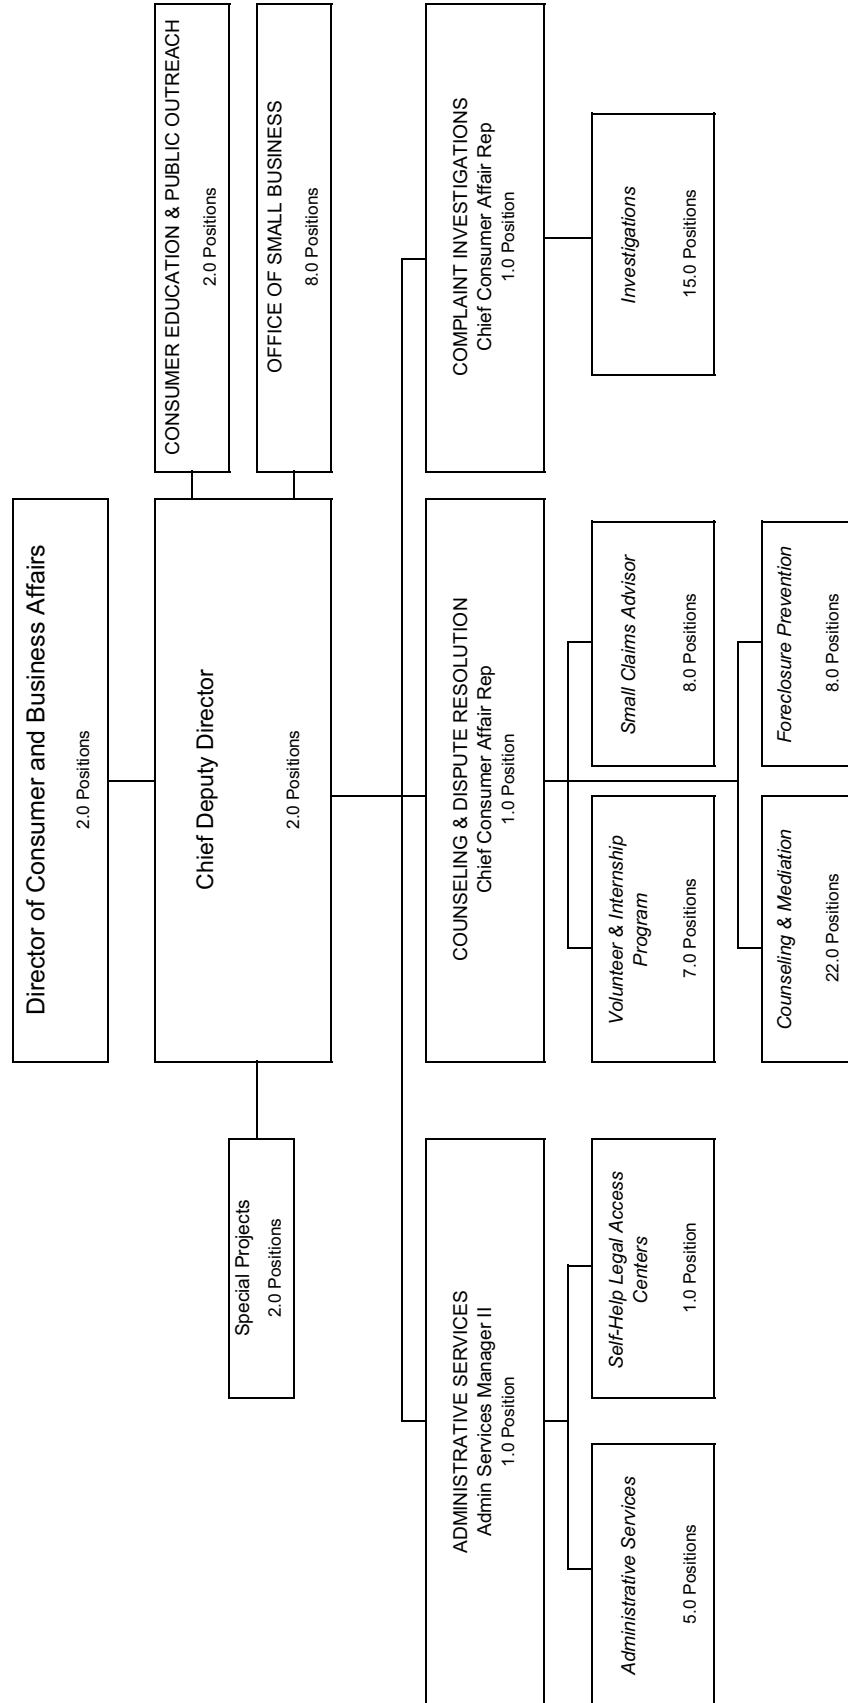 Director of Consumer and Business Affairs
2.0 Positions
CONSUMER EDUCATION & PUBLIC OUTREACH
2.0 Positions
Chief Deputy Director
2.0 Positions
Special Projects
2.0 Positions
OFFICE OF SMALL BUSINESS
8.0 Positions
ADMINISTRATIVE SERVICES
Admin Services Manager II
1.0 Position
COUNSELING & DISPUTE RESOLUTION
Chief Consumer Affair Rep
1.0 Position
COMPLAINT INVESTIGATIONS
Chief Consumer Affair Rep
1.0 Position
Administrative Services
5.0 Positions
Self-Help Legal Access
Centers
1.0 Position
Volunteer & Internship
Program
7.0 Positions
Small Claims Advisor
8.0 Positions
Investigations
15.0 Positions
Counseling & Mediation
22.0 Positions
Foreclosure Prevention
8.0 Positions